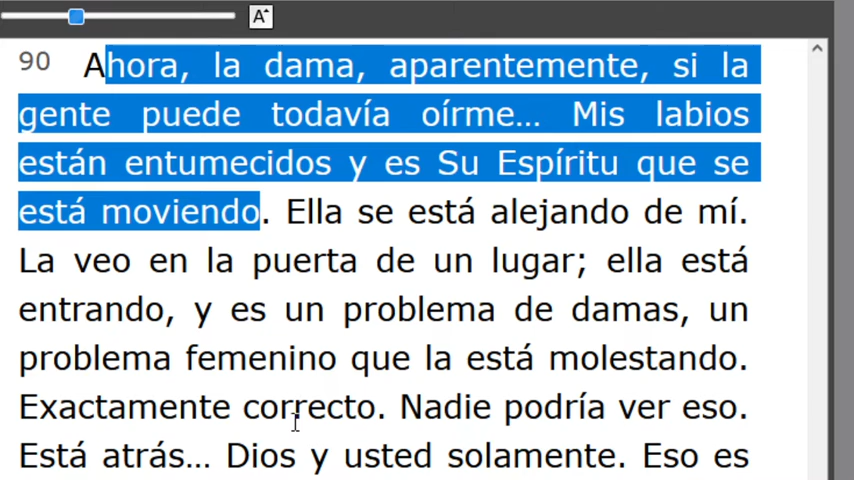 A
90 Ahora, la dama, aparentemente, si la
gente puede todavía oírme… Mis labios
están entumecidos y es Su Espíritu que se
está moviendo. Ella se está alejando de mí.
La veo en la puerta de un lugar; ella está
entrando, y es un problema de damas, un
problema femenino que la está molestando.
Exactamente correcto. Nadie podría ver eso.
Está atrás… Dios y usted solamente. Eso es